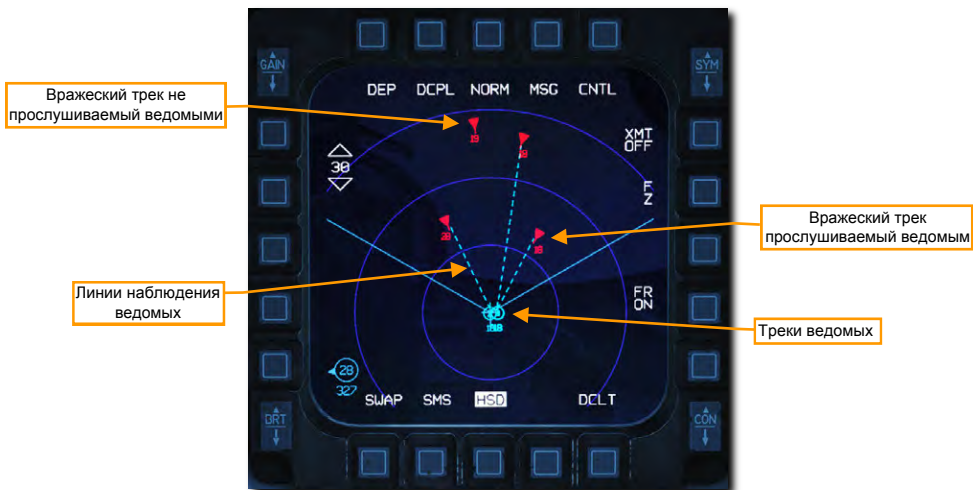 GAIN
SYM
DEP DCPL NORM MSG CNTL
Вражеский трек не
прослушиваемый ведомыми
XMT
OFF
30
F
Z
Вражеский трек
прослушиваемый ведомым
Линии наблюдения
ведомых
FR
ON
Треки ведомых
28
327
SWAP SMS HSD DCLT
BRT
CON